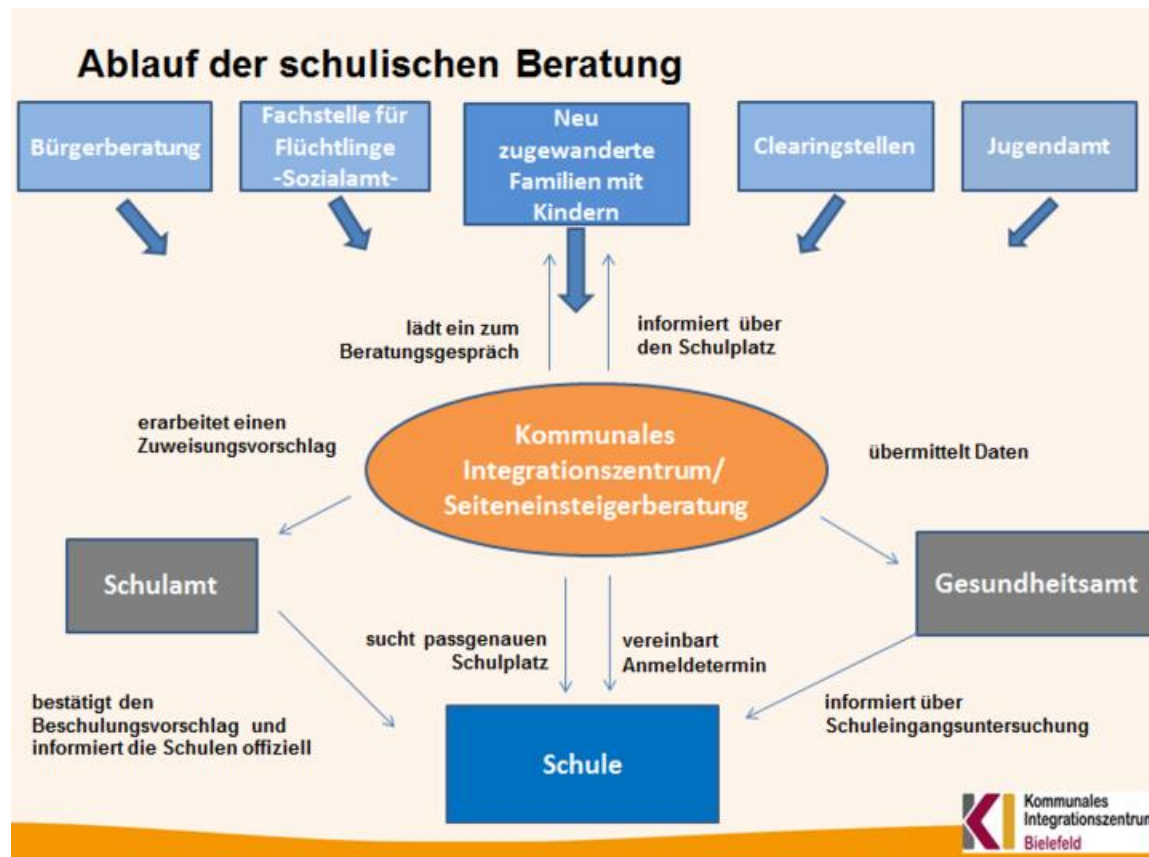 Ablauf der schulischen Beratung
Bürgerberatung
Fachstelle für
Flüchtlinge
-Sozialamt-
Neu
zugewanderte
Familien mit
Kindern
Clearingstellen
Jugendamt
lädt ein zum
Beratungsgespräch
informiert über
den Schulplatz
erarbeitet einen
Zuweisungsvorschlag
Kommunales
Integrationszentrum/
Seiteneinsteigerberatung
übermittelt Daten
Schulamt
Gesundheitsamt
sucht passgenauen
Schulplatz
vereinbart
Anmeldetermin
bestätigt den
Beschulungsvorschlag und
informiert die Schulen offiziell
informiert über
Schuleingangsuntersuchung
Schule
KI
Kommunales
Integrationszentrum
Bielefeld